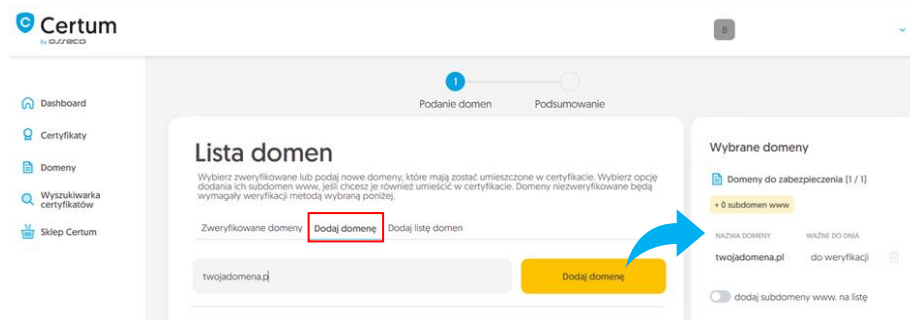 Certum
by asseco
B
1
Podanie domen
Podsumowanie
Dashboard
Certyfikaty
Domeny
Wyszukiwarka
certyfikatów
Sklep Certum
Lista domen
Wybierz zweryfikowane lub podaj nowe domeny, które mają zostać umieszczone w certyfikacie. Wybierz opcję
dodania ich subdomen www, jeśli chcesz je również umieścić w certyfikacie. Domeny niezweryfikowane będą
wymagały weryfikacji metodą wybraną poniżej.
Zweryfikowane domeny
Dodaj domenę
Dodaj listę domen
twojadomena.p
Dodaj domenę
Wybrane domeny
Domeny do zabezpieczenia (1 / 1)
+ 0 subdomen www
NAZWA DOMENY
WAŻNE DO DNIA
twojadomena.pl
do weryfikacji
dodaj subdomeny www. na listę